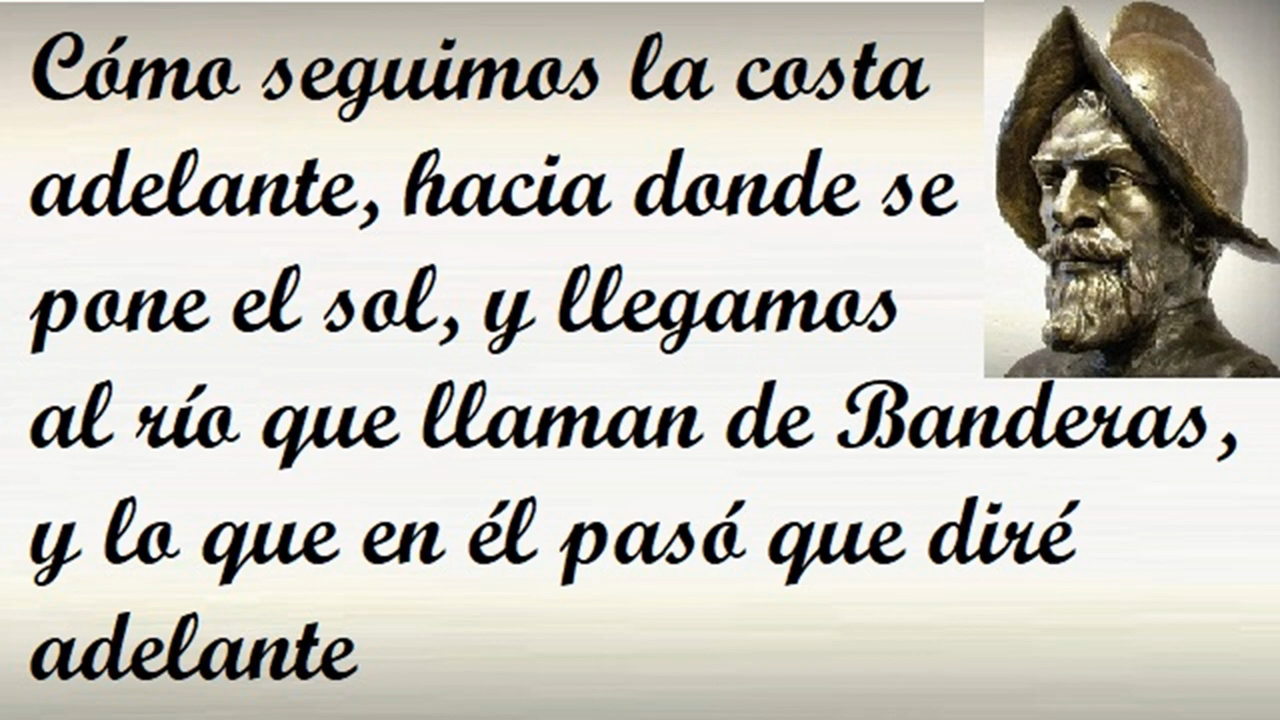 Cómo seguimos la costa
adelante, hacia donde se
pone el sol, y llegamos
al río que llaman de Banderas,
y lo que en él pasó que diré
adelante